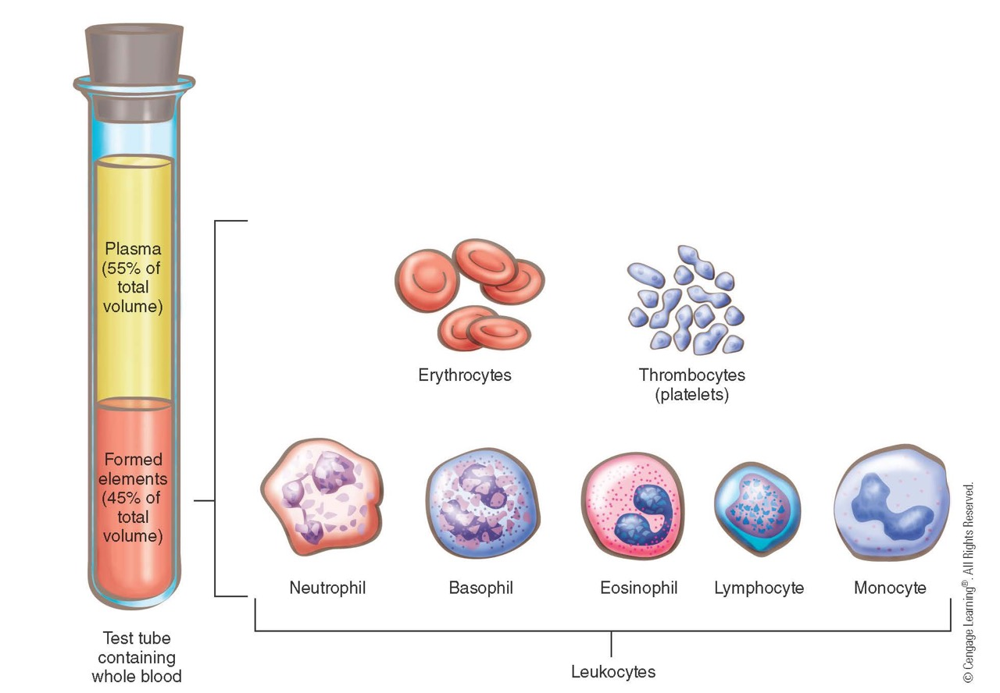 Plasma
(55% of
total
volume)
Formed
elements
(45% of
total
volume)
Test tube
containing
whole blood
Erythrocytes
Thrombocytes
(platelets)
Neutrophil
Basophil
Eosinophil
Lymphocyte
Monocyte
Leukocytes
© Cengage Learning®. All Rights Reserved.